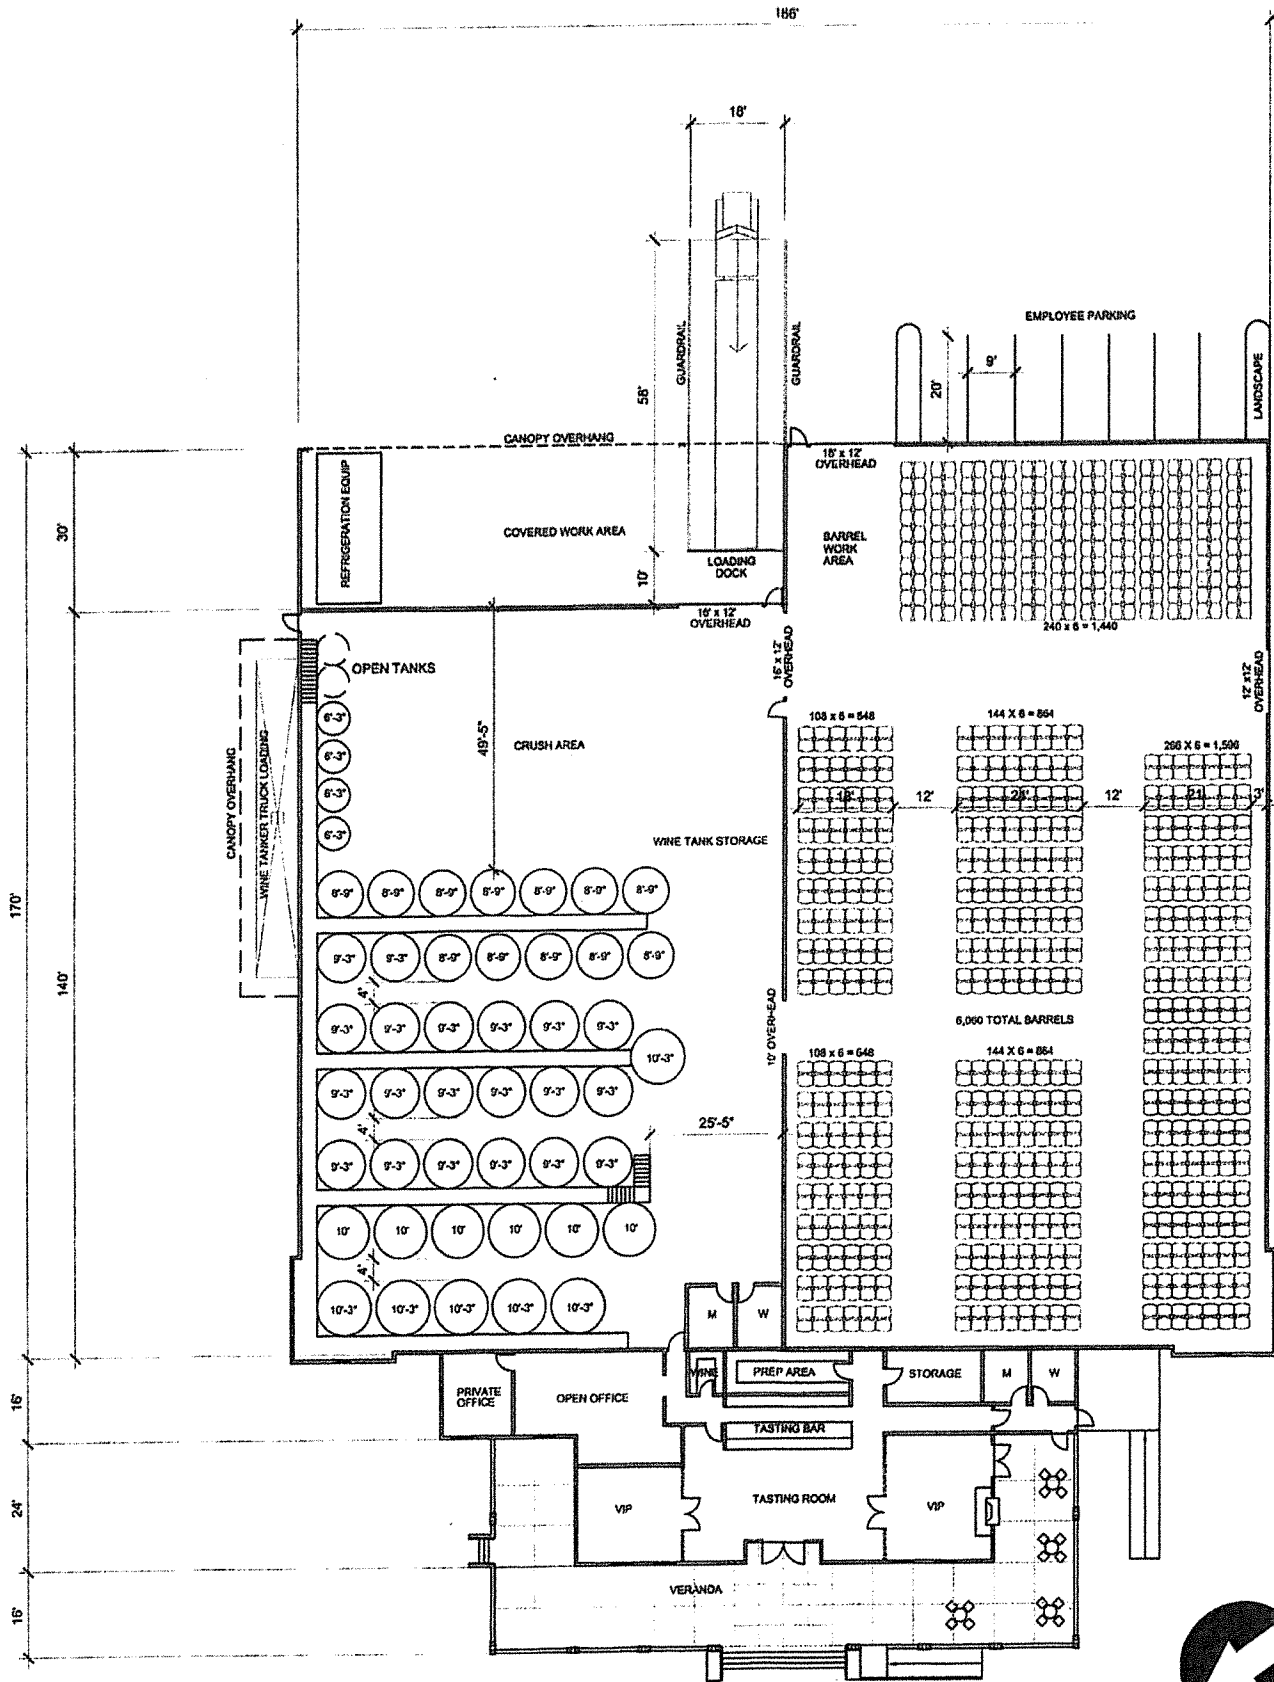 186'
18'
EMPLOYEE PARKING
GUARDRAIL
GUARDRAIL
58'
20'
9'
LANDSCAPE
CANOPY OVERHANG
REFRIGERATION EQUIP
COVERED WORK AREA
LOADING
DOCK
10'
16' x 12'
OVERHEAD
BARREL
WORK
AREA
30'
16' x 12'
OVERHEAD
240 x 6 = 1,440
16' x 12'
OVERHEAD
12' x12'
OVERHEAD
OPEN TANKS
CRUSH AREA
49'-5"
CANOPY OVERHANG
WINE TANKER TRUCK LOADING
6'-3"
6'-3"
6'-3"
6'-3"
108 x 6 = 648
144 X 6 = 864
266 X 6 = 1,596
18'
12'
24'
12'
21'
3'
WINE TANK STORAGE
170'
140'
8'-9" 8'-9" 8'-9" 8'-9" 8'-9" 8'-9" 8'-9"
9'-3" 9'-3" 8'-9" 8'-9" 8'-9" 8'-9" 8'-9"
4'
9'-3" 9'-3" 9'-3" 9'-3" 9'-3" 9'-3"
10'-3"
10' OVERHEAD
6,060 TOTAL BARRELS
108 x 6 = 648
144 X 6 = 864
9'-3" 9'-3" 9'-3" 9'-3" 9'-3" 9'-3"
4'
25'-5"
9'-3" 9'-3" 9'-3" 9'-3" 9'-3" 9'-3"
10' 10' 10' 10' 10' 10'
4'
10'-3" 10'-3" 10'-3" 10'-3" 10'-3"
M
W
16'
PRIVATE
OFFICE
OPEN OFFICE
WINE
PREP AREA
STORAGE
M
W
TASTING BAR
24'
VIP
TASTING ROOM
VIP
VERANDA
16'